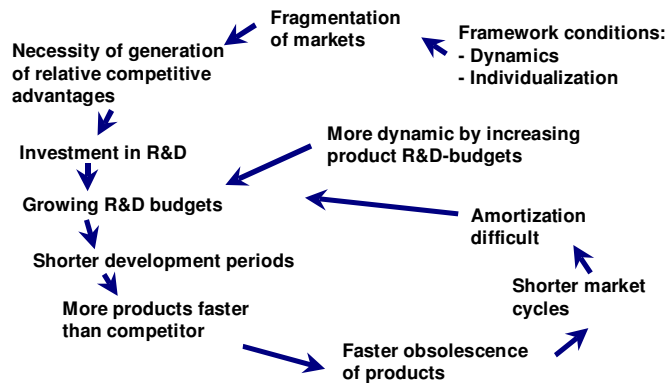 Fragmentation
of markets
Framework conditions:
- Dynamics
- Individualization
Necessity of generation
of relative competitive
advantages
Investment in R&D
More dynamic by increasing
product R&D-budgets
Growing R&D budgets
Amortization
difficult
Shorter development periods
Shorter market
cycles
More products faster
than competitor
Faster obsolescence
of products